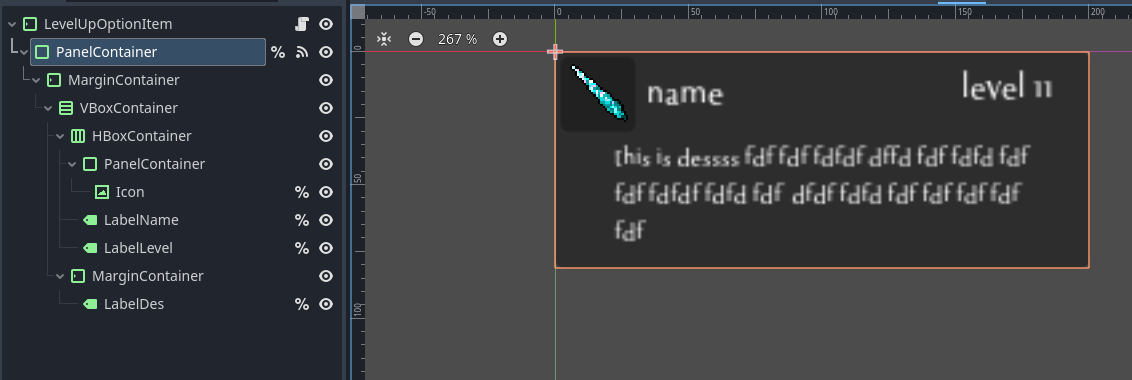 LevelUpOptionItem
PanelContainer
MarginContainer
VBoxContainer
HBoxContainer
PanelContainer
Icon
LabelName
LabelLevel
MarginContainer
LabelDes
-50 0 50 100 150 200
267 %
0
50
100
name
level 11
this is dessss fdf fdf fdfdf dffd fdf fdfd fdf
fdf fdfdf fdfd fdf dfdf fdfd fdf fdf fdf fdf
fdf